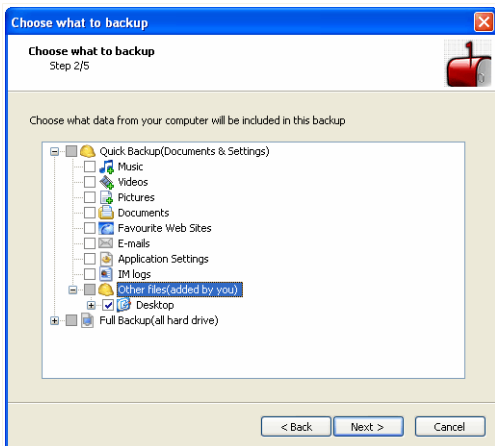 Choose what to backup
Choose what to backup
Step 2/5
Choose what data from your computer will be included in this backup
Quick Backup(Documents & Settings)
Music
Videos
Pictures
Documents
Favourite Web Sites
E-mails
Application Settings
IM logs
Other files(added by you)
Desktop
Full Backup(all hard drive)
< Back Next > Cancel